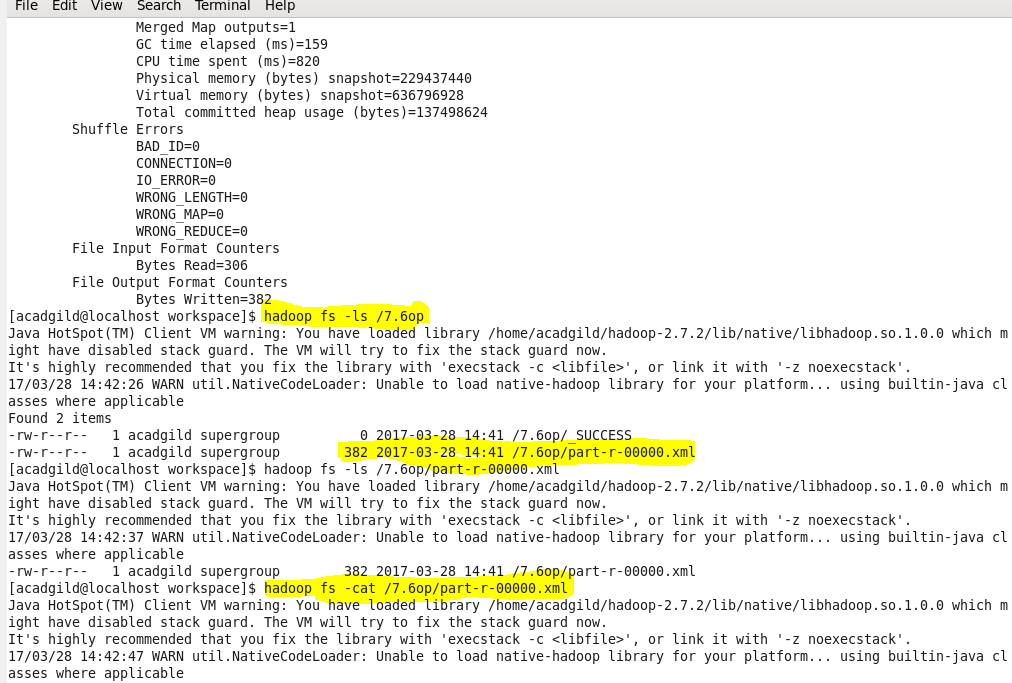 File Edit View Search Terminal Help
Merged Map outputs=1
GC time elapsed (ms)=159
CPU time spent (ms)=820
Physical memory (bytes) snapshot=229437440
Virtual memory (bytes) snapshot=636796928
Total committed heap usage (bytes)=137498624
Shuffle Errors
BAD_ID=0
CONNECTION=0
IO_ERROR=0
WRONG_LENGTH=0
WRONG_MAP=0
WRONG_REDUCE=0
File Input Format Counters
Bytes Read=306
File Output Format Counters
Bytes Written=382
[acadgild@localhost workspace]$ hadoop fs -ls /7.6op
Java HotSpot(TM) Client VM warning: You have loaded library /home/acadgild/hadoop-2.7.2/lib/native/libhadoop.so.1.0.0 which m
ight have disabled stack guard. The VM will try to fix the stack guard now.
It's highly recommended that you fix the library with 'execstack -c <libfile>', or link it with '-z noexecstack'.
17/03/28 14:42:26 WARN util.NativeCodeLoader: Unable to load native-hadoop library for your platform... using builtin-java cl
asses where applicable
Found 2 items
-rw-r--r--   1 acadgild supergroup          0 2017-03-28 14:41 /7.6op/_SUCCESS
-rw-r--r--   1 acadgild supergroup        382 2017-03-28 14:41 /7.6op/part-r-00000.xml
[acadgild@localhost workspace]$ hadoop fs -ls /7.6op/part-r-00000.xml
Java HotSpot(TM) Client VM warning: You have loaded library /home/acadgild/hadoop-2.7.2/lib/native/libhadoop.so.1.0.0 which m
ight have disabled stack guard. The VM will try to fix the stack guard now.
It's highly recommended that you fix the library with 'execstack -c <libfile>', or link it with '-z noexecstack'.
17/03/28 14:42:37 WARN util.NativeCodeLoader: Unable to load native-hadoop library for your platform... using builtin-java cl
asses where applicable
-rw-r--r--   1 acadgild supergroup        382 2017-03-28 14:41 /7.6op/part-r-00000.xml
[acadgild@localhost workspace]$ hadoop fs -cat /7.6op/part-r-00000.xml
Java HotSpot(TM) Client VM warning: You have loaded library /home/acadgild/hadoop-2.7.2/lib/native/libhadoop.so.1.0.0 which m
ight have disabled stack guard. The VM will try to fix the stack guard now.
It's highly recommended that you fix the library with 'execstack -c <libfile>', or link it with '-z noexecstack'.
17/03/28 14:42:47 WARN util.NativeCodeLoader: Unable to load native-hadoop library for your platform... using builtin-java cl
asses where applicable